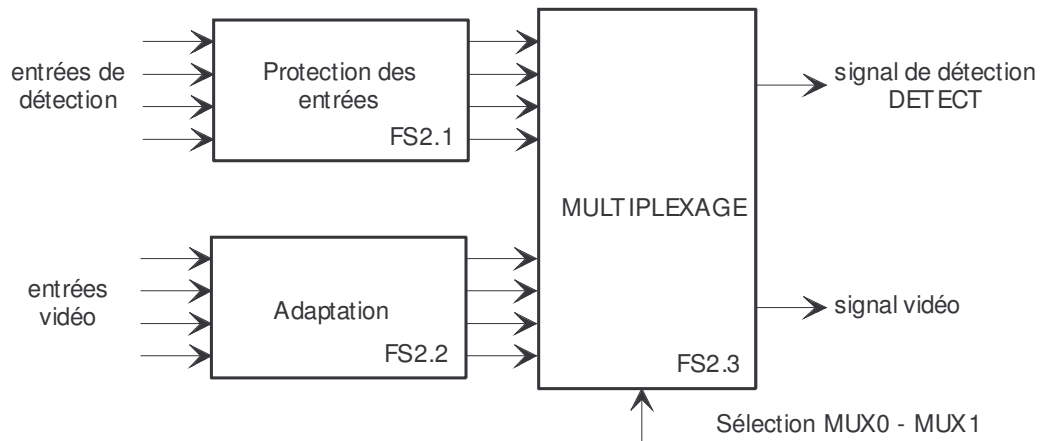 entrées de
détection
Protection des
entrées
FS2.1
signal de détection
DETECT
MULTIPLEXAGE
entrées
vidéo
Adaptation
FS2.2
signal vidéo
FS2.3
Sélection MUX0 - MUX1